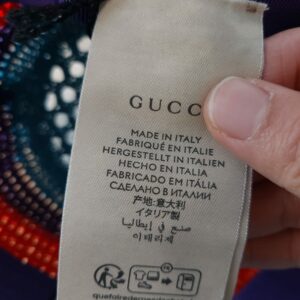 GUCCI
MADE IN ITALY
FABRIQUÉ EN ITALIE
HERGESTELLT IN ITALIEN
HECHO EN ITALIA
FABRICADO EM ITÁLIA
СДЕЛАНО В ИТАЛИИ
产地:意大利
イタリア製
صنع في إيطاليا
이태리제
FR